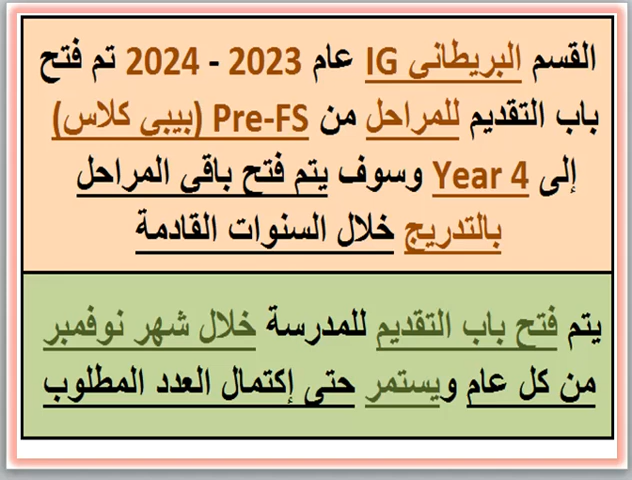 القسم البريطانى IG عام 2023 - 2024 تم فتح
باب التقديم للمراحل من Pre-FS (بيبى كلاس)
إلى Year 4 وسوف يتم فتح باقى المراحل
بالتدريج خلال السنوات القادمة
يتم فتح باب التقديم للمدرسة خلال شهر نوفمبر
من كل عام ويستمر حتى إكتمال العدد المطلوب